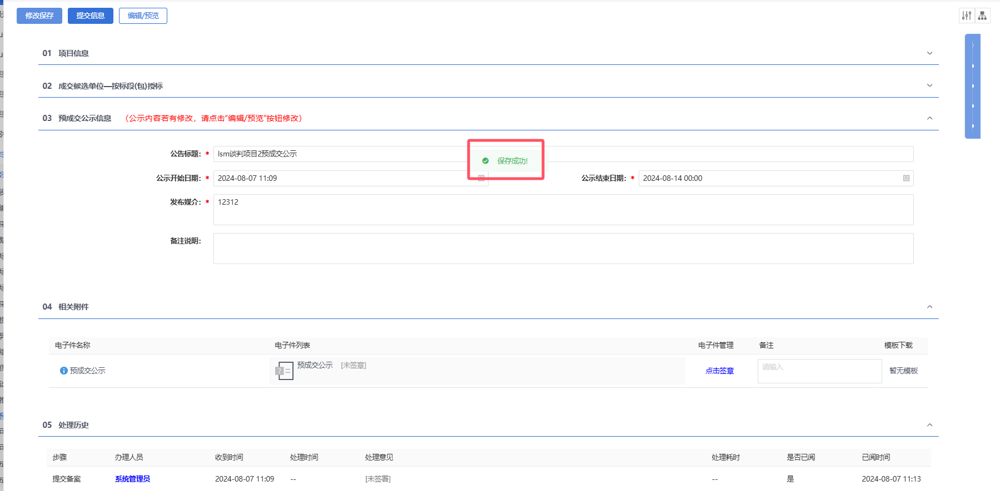 修改保存 提交信息 编辑/预览
01 项目信息
02 成交候选单位—按标段(包)授标
03 预成交公示信息 （公示内容若有修改，请点击“编辑/预览”按钮修改）
公告标题： * lsm谈判项目2预成交公示
保存成功!
公示开始日期： * 2024-08-07 11:09 公示结束日期： * 2024-08-14 00:00
发布媒介： * 12312
备注说明：
04 相关附件
电子件名称 电子件列表 电子件管理 备注 模板下载
预成交公示 预成交公示 [未签章] 点击签章 请输入 暂无模板
05 处理历史
步骤 办理人员 收到时间 处理时间 处理意见 处理耗时 是否已阅 已阅时间
提交备案 系统管理员 2024-08-07 11:09 -- [未签署] -- 是 2024-08-07 11:13